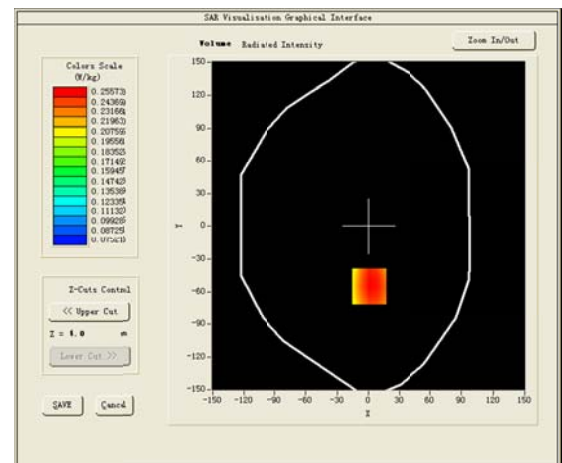 SAR Visualisation Graphical Interface
Volume Radiated Intensity
Zoom In/Out
Colors Scale
(W/kg)
0.25573
0.24369
0.23166
0.21963
0.20759
0.19556
0.18353
0.17149
0.15945
0.14742
0.13539
0.12335
0.11132
0.09928
0.08725
150
120
90
60
30
0
-30
-60
-90
-120
-150
Y
-150 -120 -90 -60 -30 0 30 60 90 120 150
X
Z-Cuts Control
<< Upper Cut
Z =
Lower Cut >>
SAVE
Cancel